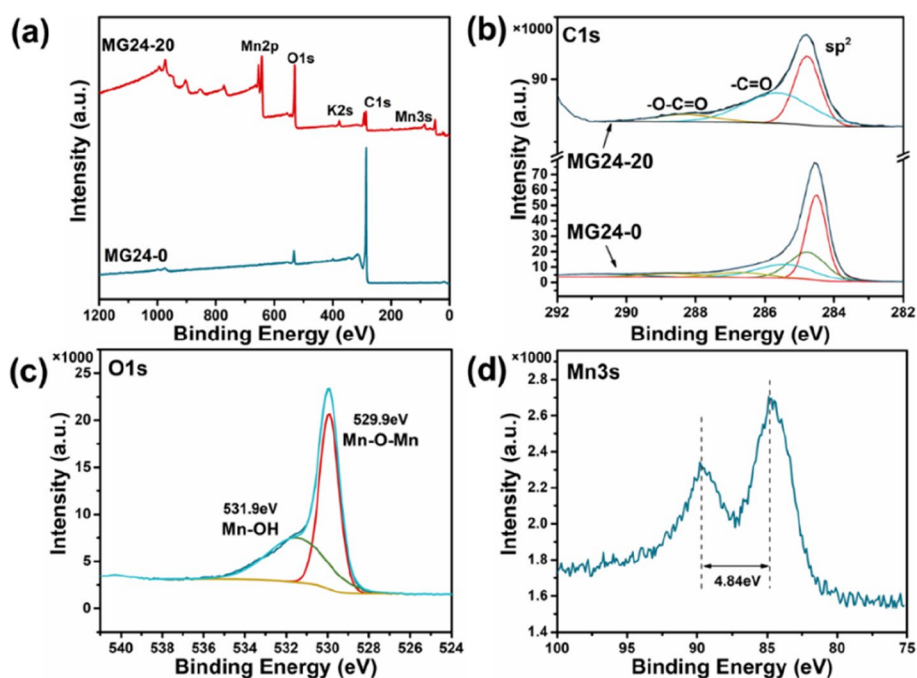 (a)
MG24-20
Mn2p
O1s
K2s
C1s
Mn3s
MG24-0
Intensity (a.u.)
1200 1000 800 600 400 200 0
Binding Energy (eV)
(b)
×1000
C1s
sp²
-C=O
-O-C=O
90
MG24-20
70
60
50
40
30
20
10
0
MG24-0
Intensity (a.u.)
292 290 288 286 284 282
Binding Energy (eV)
(c)
×1000
O1s
25
20
15
10
5
0
529.9eV
Mn-O-Mn
531.9eV
Mn-OH
Intensity (a.u.)
540 538 536 534 532 530 528 526 524
Binding Energy (eV)
(d)
×1000
Mn3s
2.8
2.6
2.4
2.2
2.0
1.8
1.6
1.4
4.84eV
Intensity (a.u.)
100 95 90 85 80 75
Binding Energy (eV)